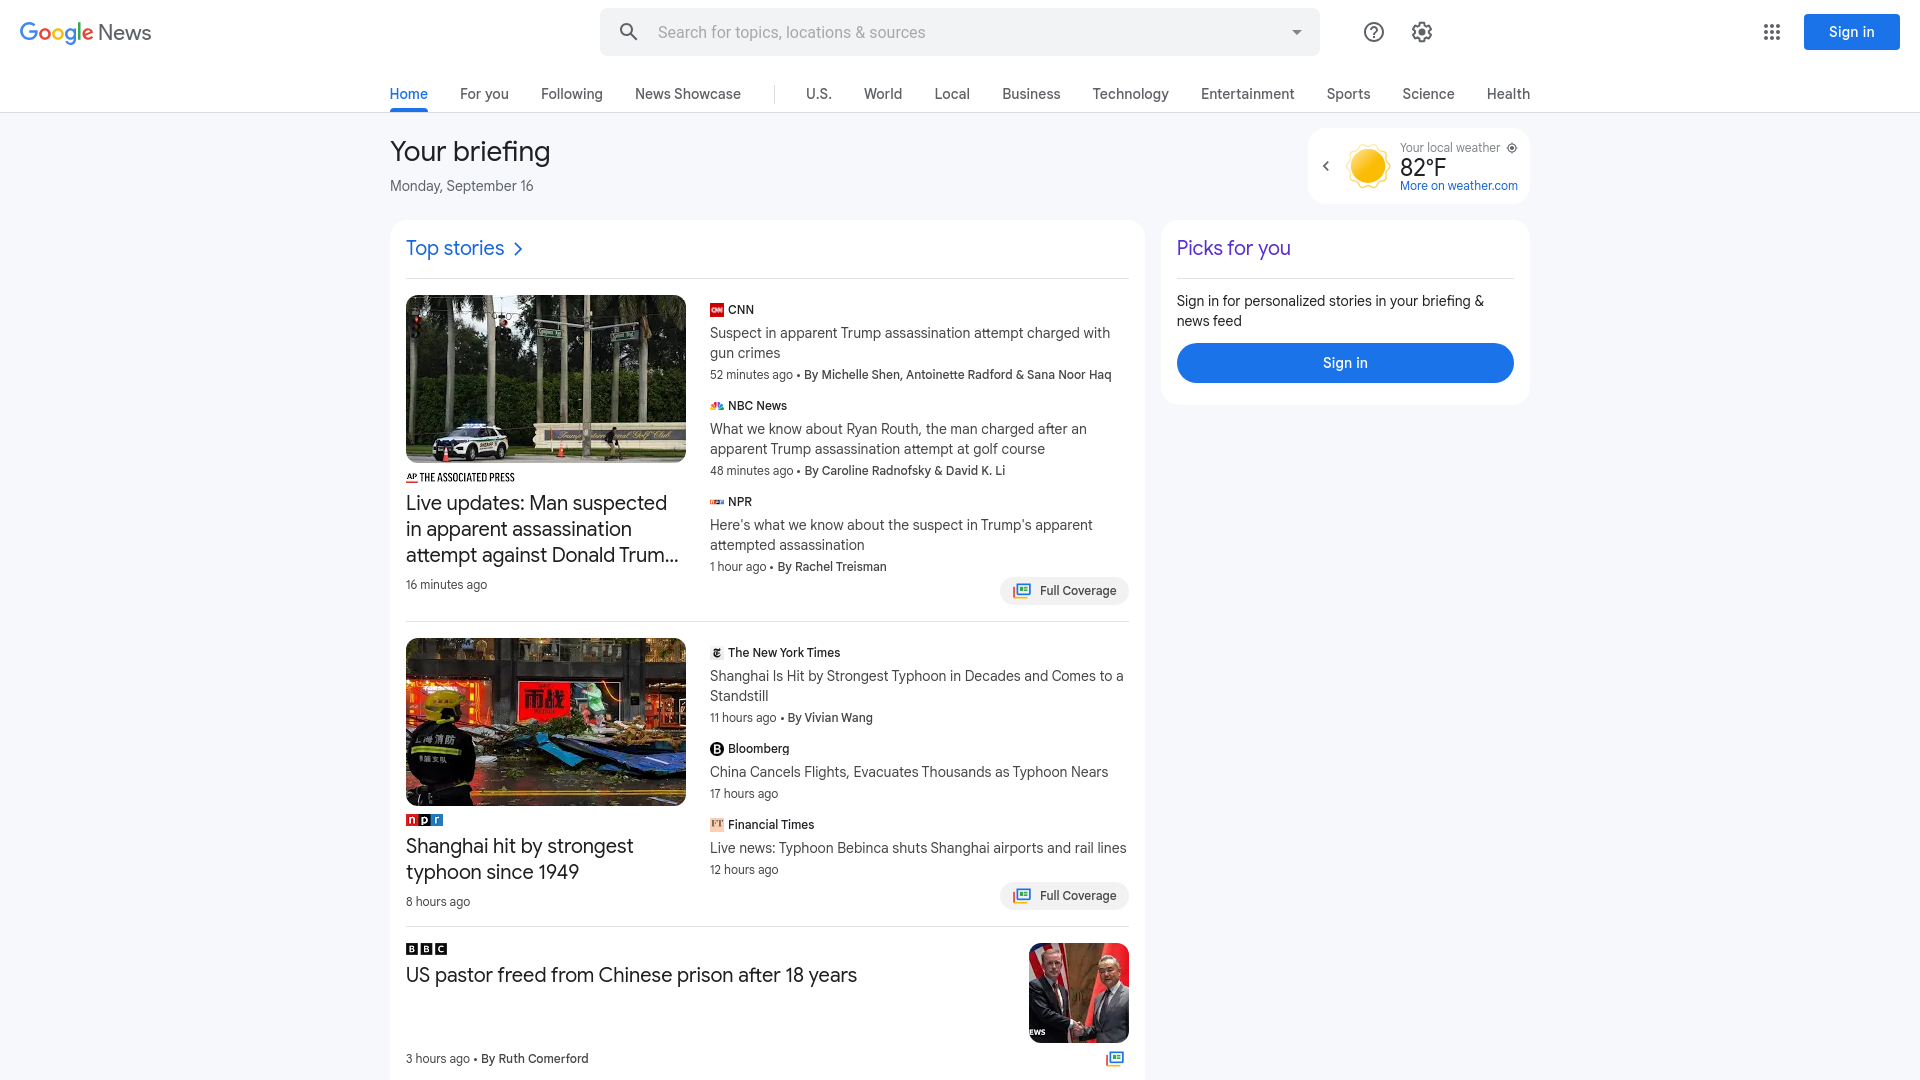 Google News
Search for topics, locations & sources
Sign in
Home
For you
Following
News Showcase
U.S.
World
Local
Business
Technology
Entertainment
Sports
Science
Health
Your briefing
Monday, September 16
Your local weather
82°F
More on weather.com
Top stories
THE ASSOCIATED PRESS
AP
Live updates: Man suspected
in apparent assassination
attempt against Donald Trum...
16 minutes ago
CNN
Suspect in apparent Trump assassination attempt charged with
gun crimes
52 minutes ago • By Michelle Shen, Antoinette Radford & Sana Noor Haq
NBC News
What we know about Ryan Routh, the man charged after an
apparent Trump assassination attempt at golf course
48 minutes ago • By Caroline Radnofsky & David K. Li
NPR
Here's what we know about the suspect in Trump's apparent
attempted assassination
1 hour ago • By Rachel Treisman
Full Coverage
雨战
上海消防
npr
Shanghai hit by strongest
typhoon since 1949
8 hours ago
The New York Times
Shanghai Is Hit by Strongest Typhoon in Decades and Comes to a
Standstill
11 hours ago • By Vivian Wang
Bloomberg
China Cancels Flights, Evacuates Thousands as Typhoon Nears
17 hours ago
FT Financial Times
Live news: Typhoon Bebinca shuts Shanghai airports and rail lines
12 hours ago
Full Coverage
BBC
US pastor freed from Chinese prison after 18 years
3 hours ago • By Ruth Comerford
EWS
Picks for you
Sign in for personalized stories in your briefing &
news feed
Sign in